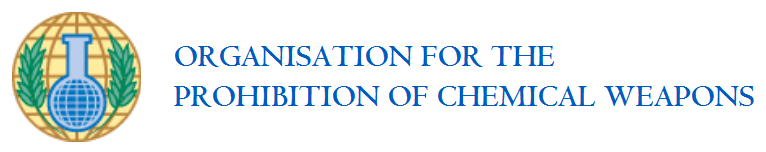 ORGANISATION FOR THE
PROHIBITION OF CHEMICAL WEAPONS